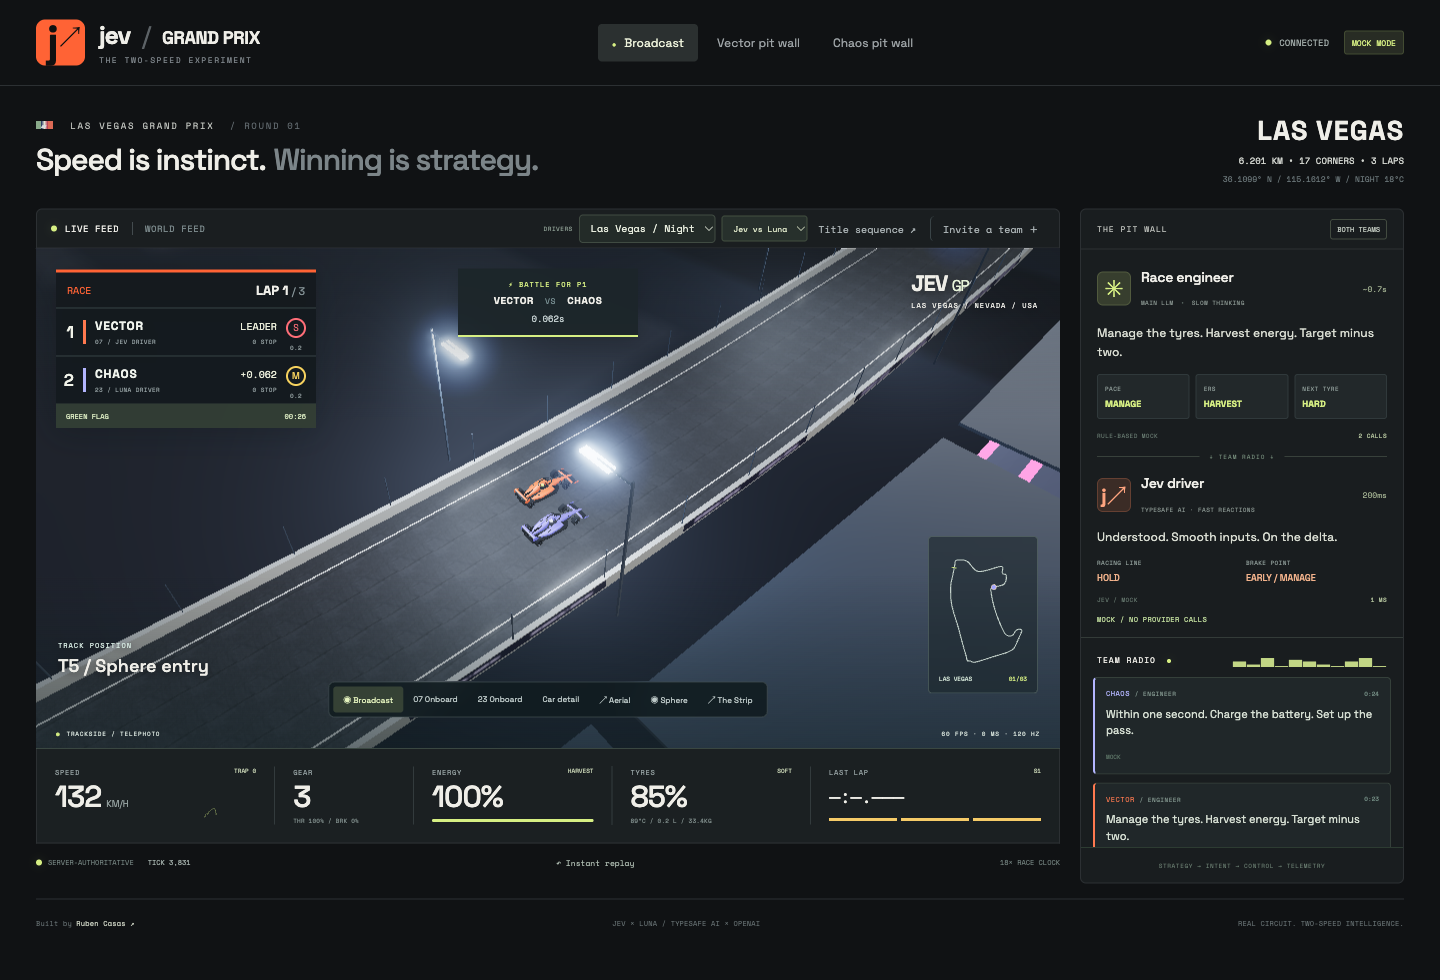 jev / GRAND PRIX
THE TWO-SPEED EXPERIMENT
Broadcast
Vector pit wall
Chaos pit wall
CONNECTED
MOCK MODE
LAS VEGAS GRAND PRIX / ROUND 01
Speed is instinct. Winning is strategy.
LAS VEGAS
6.201 KM • 17 CORNERS • 3 LAPS
36.1099° N / 115.1612° W / NIGHT 18°C
LIVE FEED
WORLD FEED
DRIVERS
Las Vegas / Night
Jev vs Luna
Title sequence ↗
Invite a team +
RACE
LAP 1 / 3
1 VECTOR LEADER S
07 / JEV DRIVER 0 STOP 0.2
2 CHAOS +0.062 M
23 / LUNA DRIVER 0 STOP 0.2
GREEN FLAG 00:26
⚡ BATTLE FOR P1
VECTOR VS CHAOS
0.062s
JEV GP
LAS VEGAS / NEVADA / USA
TRACK POSITION
T5 / Sphere entry
LAS VEGAS 01/03
◉ Broadcast
07 Onboard
23 Onboard
Car detail
↗ Aerial
◉ Sphere
↗ The Strip
TRACKSIDE / TELEPHOTO
60 FPS · 0 MS · 120 HZ
SPEED TRAP 0
132 KM/H
GEAR
3
THR 100% / BRK 0%
ENERGY HARVEST
100%
TYRES SOFT
85%
89°C / 0.2 L / 33.4KG
LAST LAP S1
—:—.———
SERVER-AUTHORITATIVE TICK 3,831
↶ Instant replay
18× RACE CLOCK
THE PIT WALL
BOTH TEAMS
Race engineer
MAIN LLM · SLOW THINKING
~0.7s
Manage the tyres. Harvest energy. Target minus
two.
PACE
MANAGE
ERS
HARVEST
NEXT TYRE
HARD
RULE-BASED MOCK 2 CALLS
↓ TEAM RADIO ↓
j↗
Jev driver
TYPESAFE AI · FAST REACTIONS
200ms
Understood. Smooth inputs. On the delta.
RACING LINE
HOLD
BRAKE POINT
EARLY / MANAGE
JEV / MOCK 1 MS
MOCK / NO PROVIDER CALLS
TEAM RADIO
CHAOS / ENGINEER 0:24
Within one second. Charge the battery. Set up the
pass.
MOCK
VECTOR / ENGINEER 0:23
Manage the tyres. Harvest energy. Target minus
two.
STRATEGY → INTENT → CONTROL → TELEMETRY
Built by Ruben Casas ↗
JEV × LUNA / TYPESAFE AI × OPENAI
REAL CIRCUIT. TWO-SPEED INTELLIGENCE.